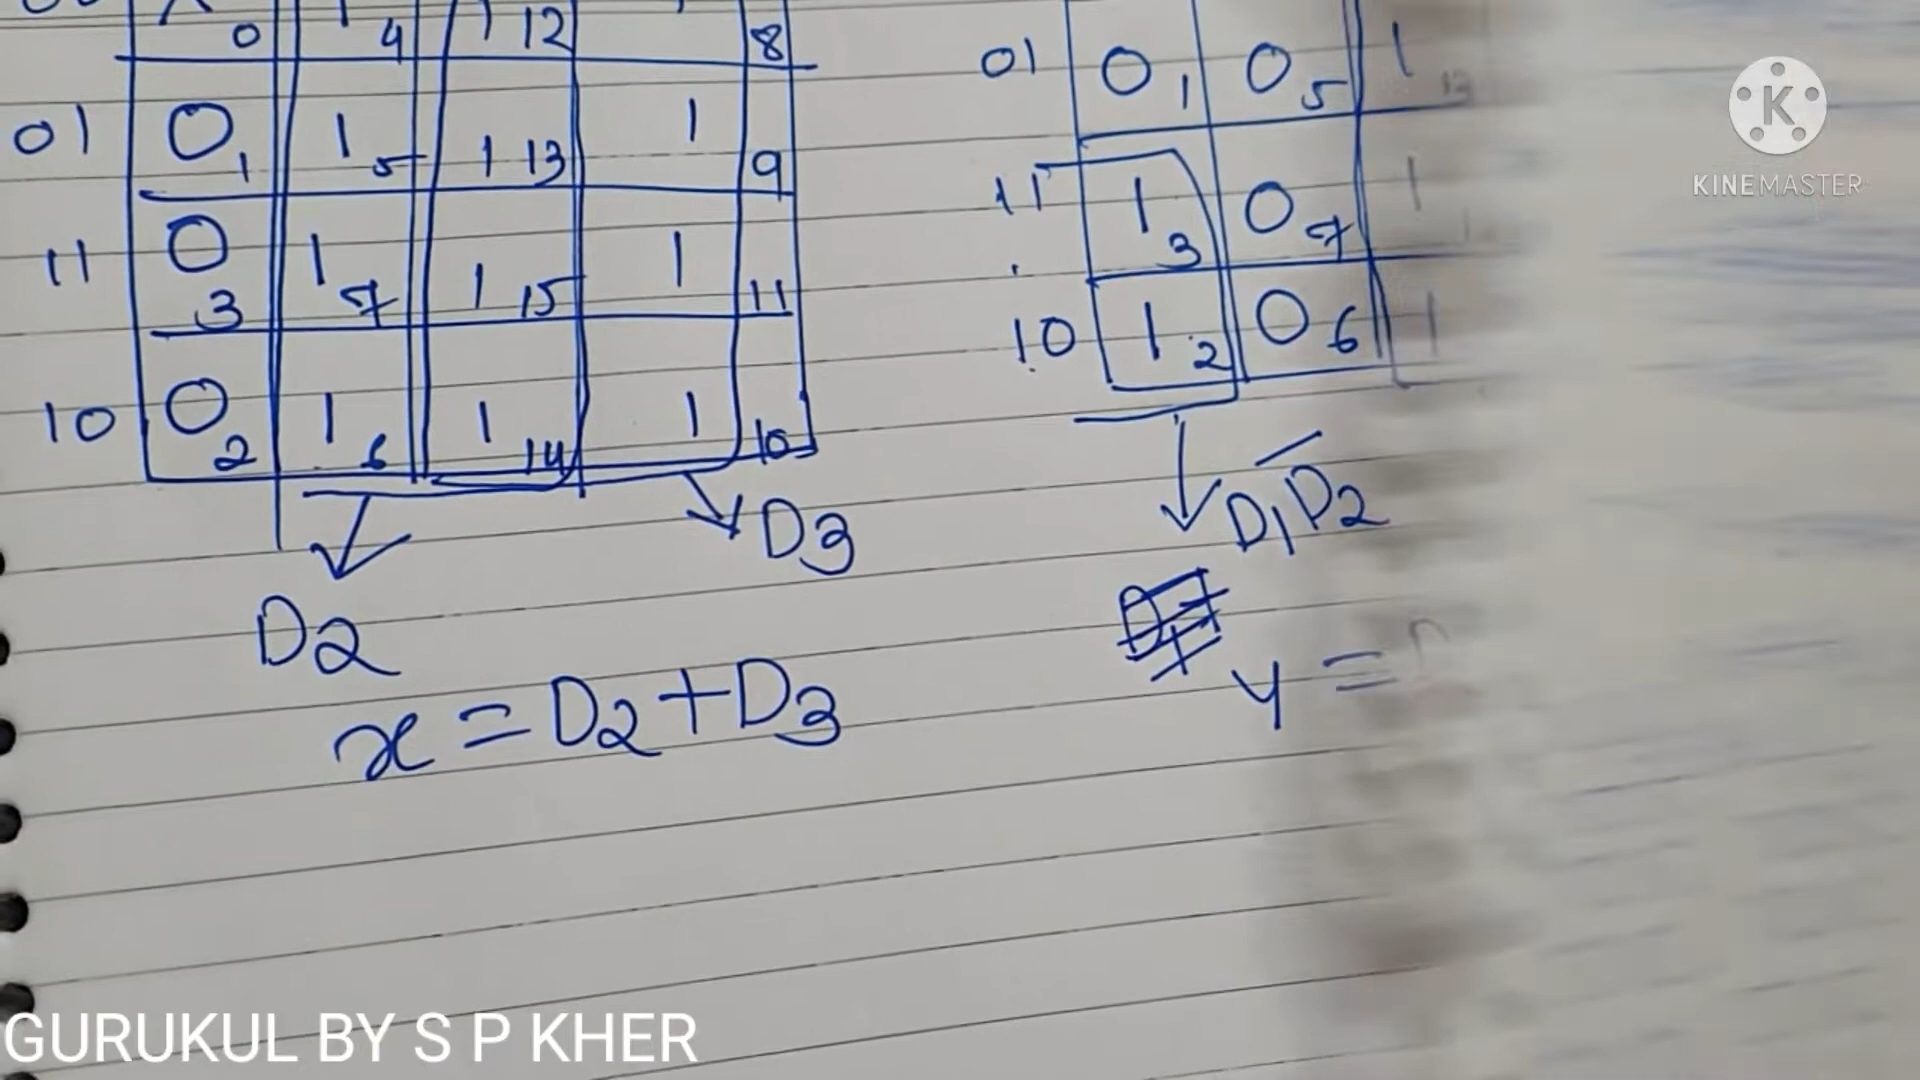 0 4 12 8
01 0 1 1 5 1 13 1 9
11 0 3 1 7 1 15 1 11
10 0 2 1 6 1 14 1 10
D2
D3
x = D2 + D3
01 0 1 0 5 1
11 1 3 0 7 1
10 1 2 0 6 1
D1D̅2
y =
K
KINEMASTER
GURUKUL BY S P KHER